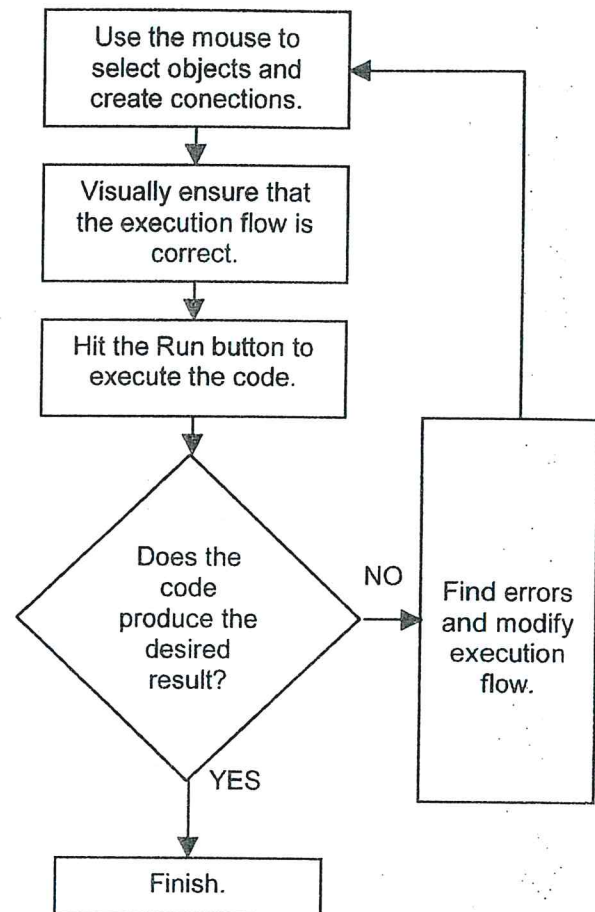 Use the mouse to
select objects and
create conections.
Visually ensure that
the execution flow is
correct.
Hit the Run button to
execute the code.
Does the
code
produce the
desired
result?
NO
Find errors
and modify
execution
flow.
YES
Finish.